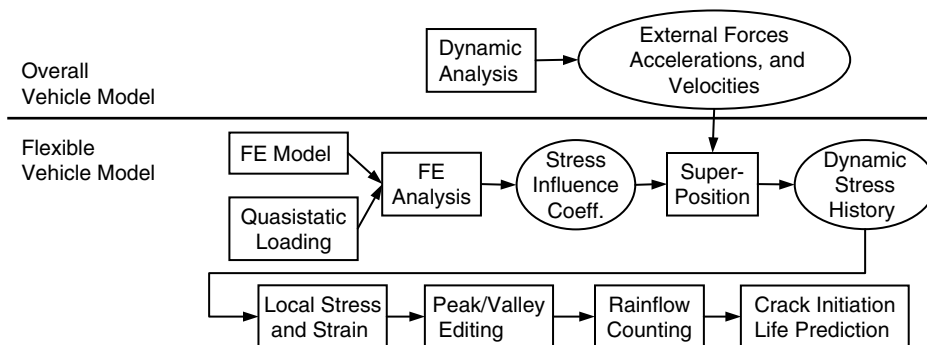 Overall
Vehicle Model
Dynamic
Analysis
External Forces
Accelerations, and
Velocities
Flexible
Vehicle Model
FE Model
Quasistatic
Loading
FE
Analysis
Stress
Influence
Coeff.
Super-
Position
Dynamic
Stress
History
Local Stress
and Strain
Peak/Valley
Editing
Rainflow
Counting
Crack Initiation
Life Prediction